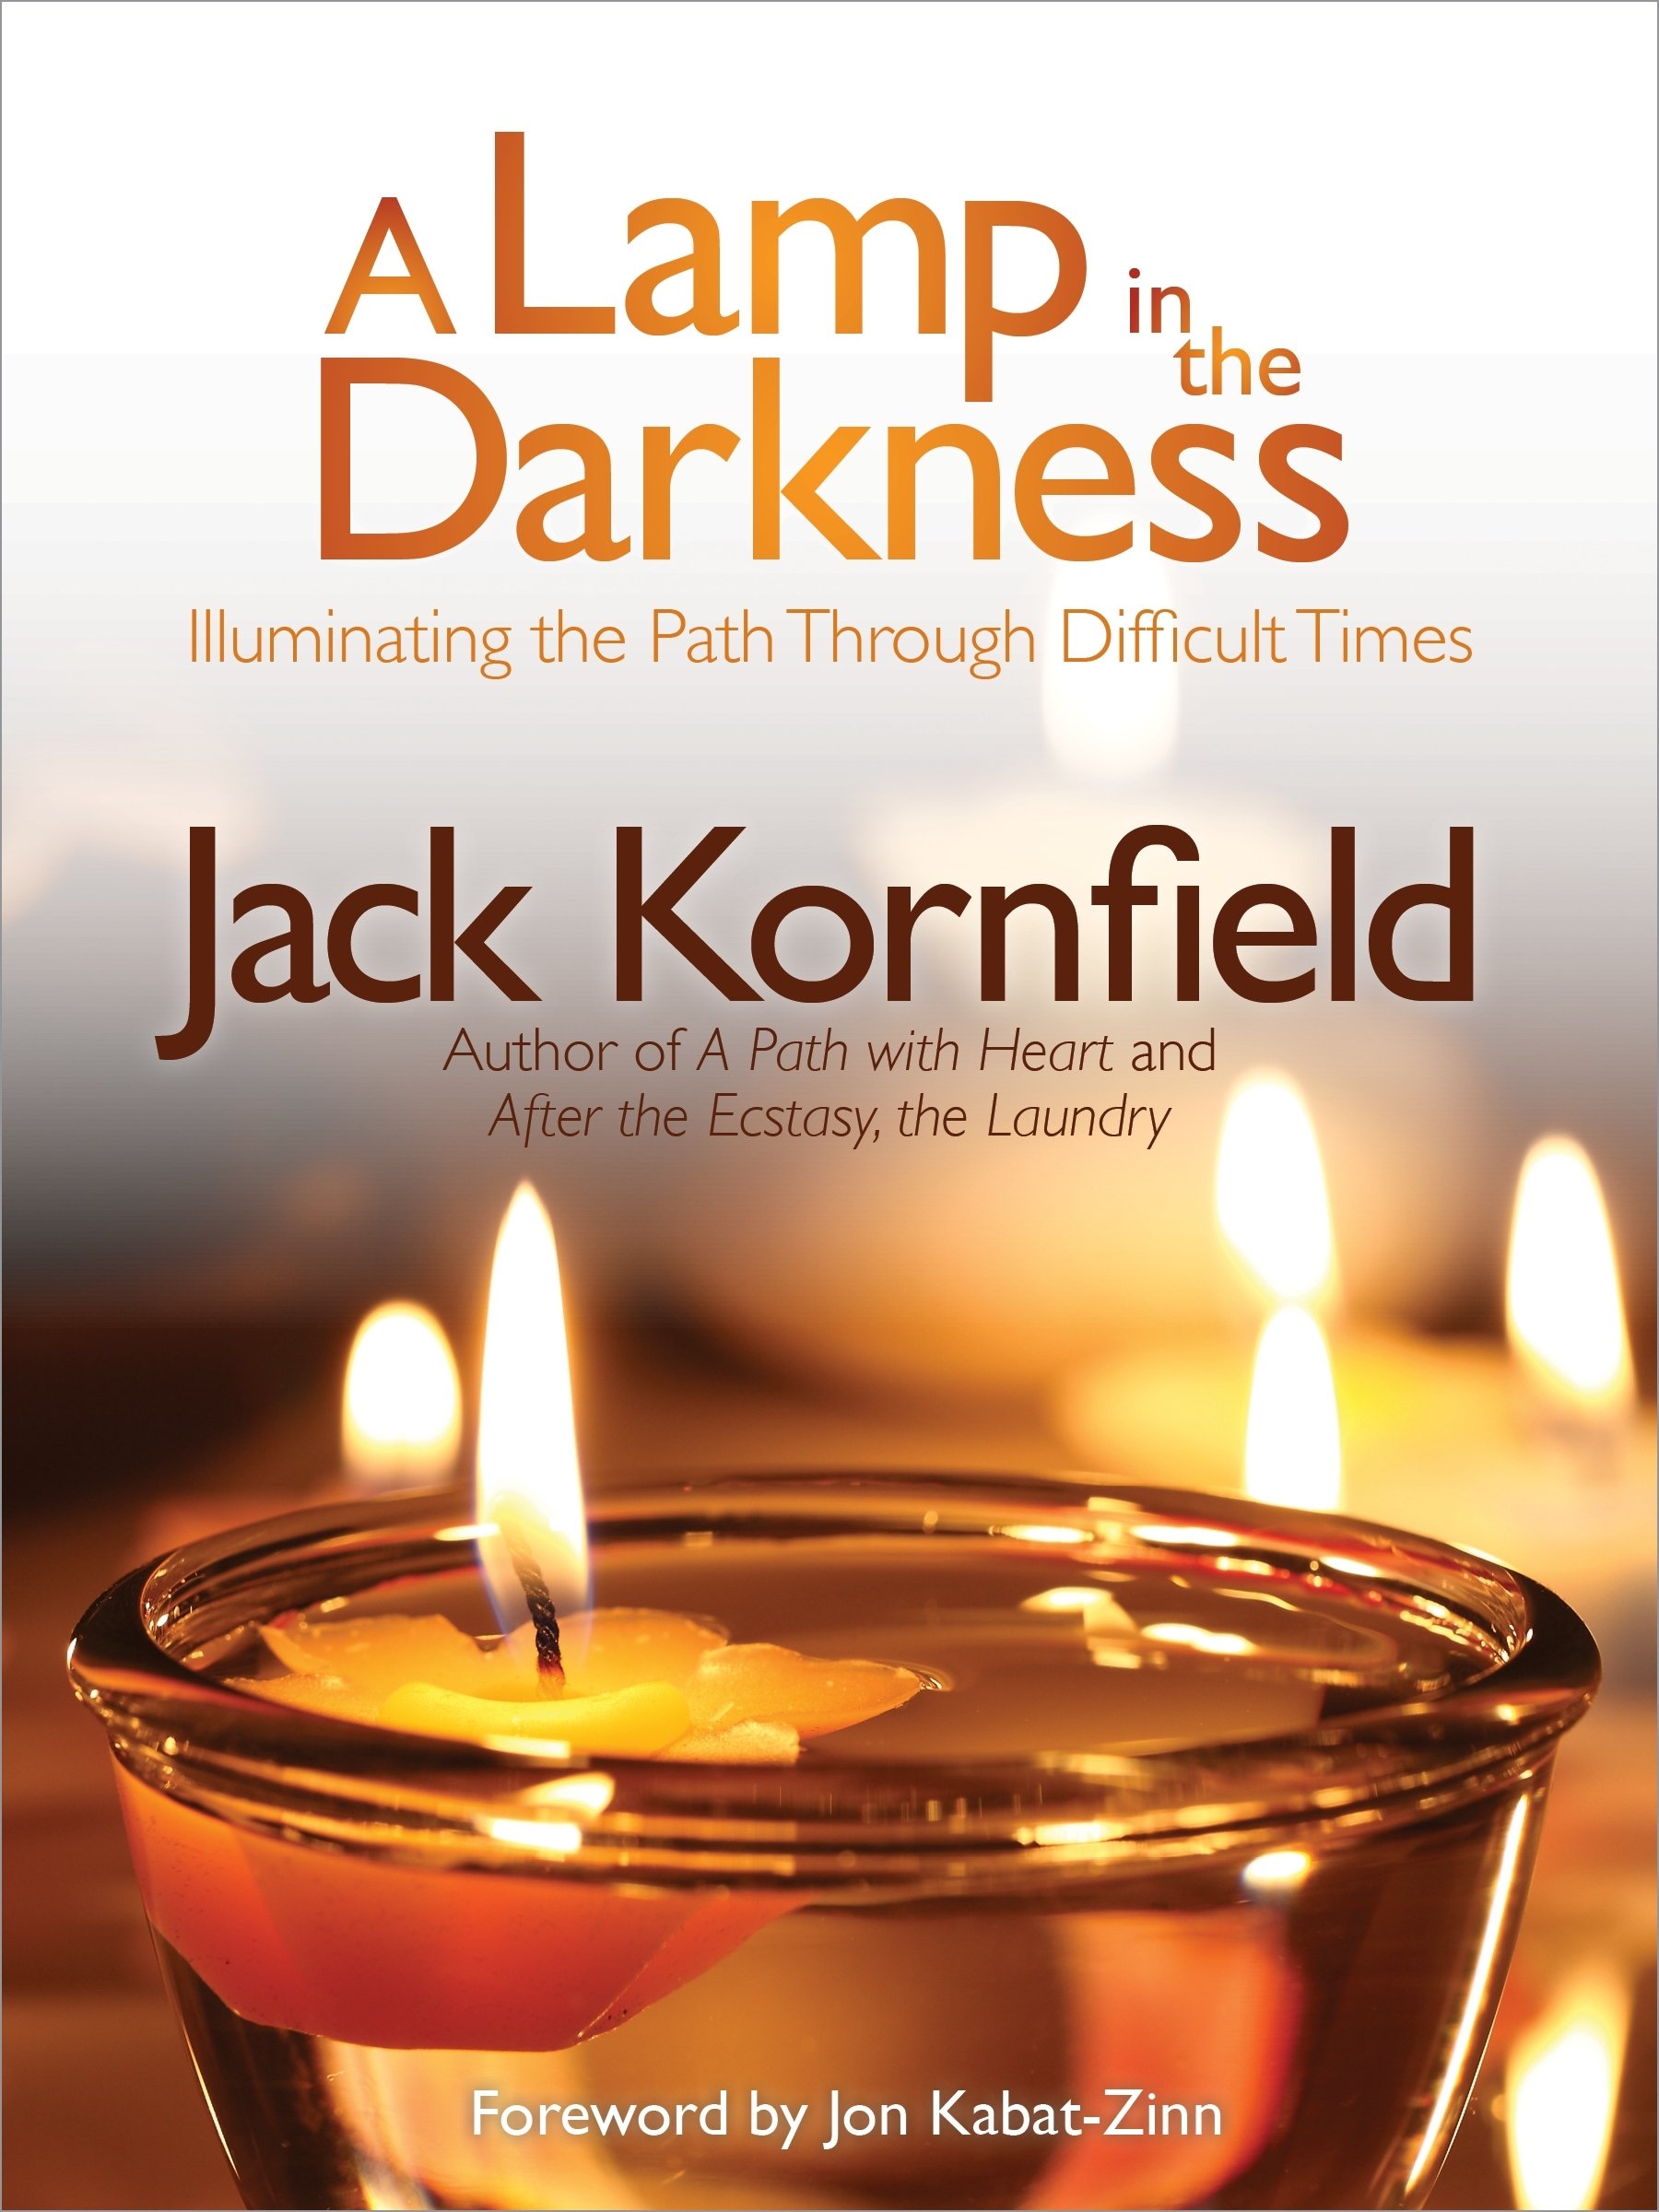 A Lamp in the
Darkness
Illuminating the Path Through Difficult Times
Jack Kornfield
Author of A Path with Heart and
After the Ecstasy, the Laundry
Foreword by Jon Kabat-Zinn